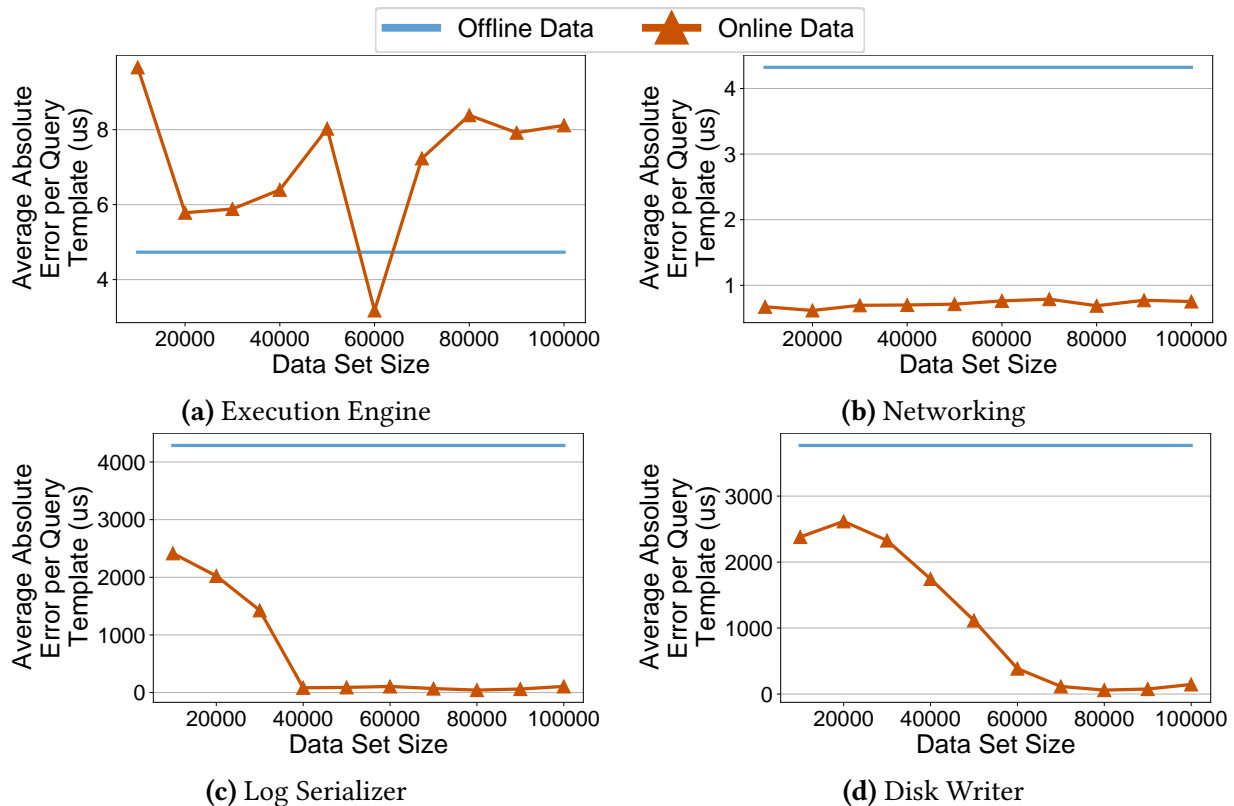 Offline Data Online Data
Average Absolute
Error per Query
Template (us)
8
6
4
20000 40000 60000 80000 100000
Data Set Size
(a) Execution Engine
Average Absolute
Error per Query
Template (us)
4
3
2
1
20000 40000 60000 80000 100000
Data Set Size
(b) Networking
Average Absolute
Error per Query
Template (us)
4000
3000
2000
1000
0
20000 40000 60000 80000 100000
Data Set Size
(c) Log Serializer
Average Absolute
Error per Query
Template (us)
3000
2000
1000
0
20000 40000 60000 80000 100000
Data Set Size
(d) Disk Writer